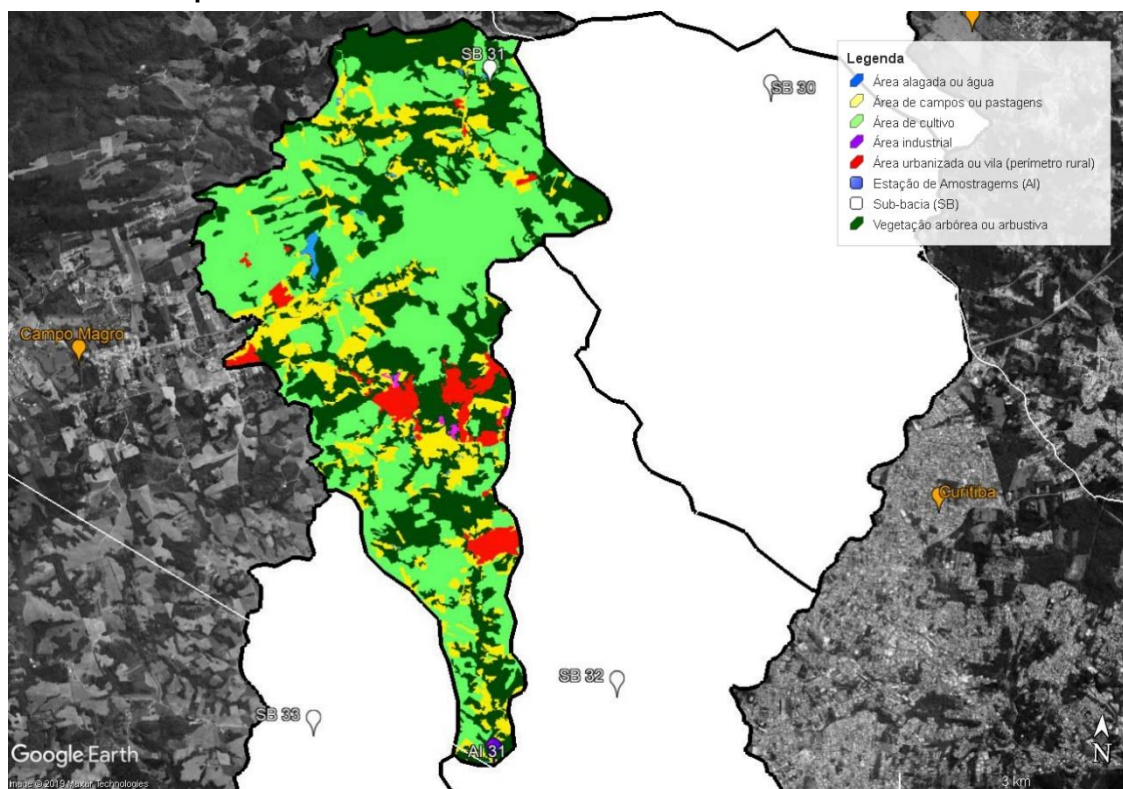 SB 31
SB 30
Legenda
Área alagada ou água
Área de campos ou pastagens
Área de cultivo
Área industrial
Área urbanizada ou vila (perímetro rural)
Estação de Amostragems (AI)
Sub-bacia (SB)
Vegetação arbórea ou arbustiva
Campo Magro
Curitiba
SB 32
SB 33
AI 31
Google Earth
N
Image © 2019 Maxar Technologies
3 km